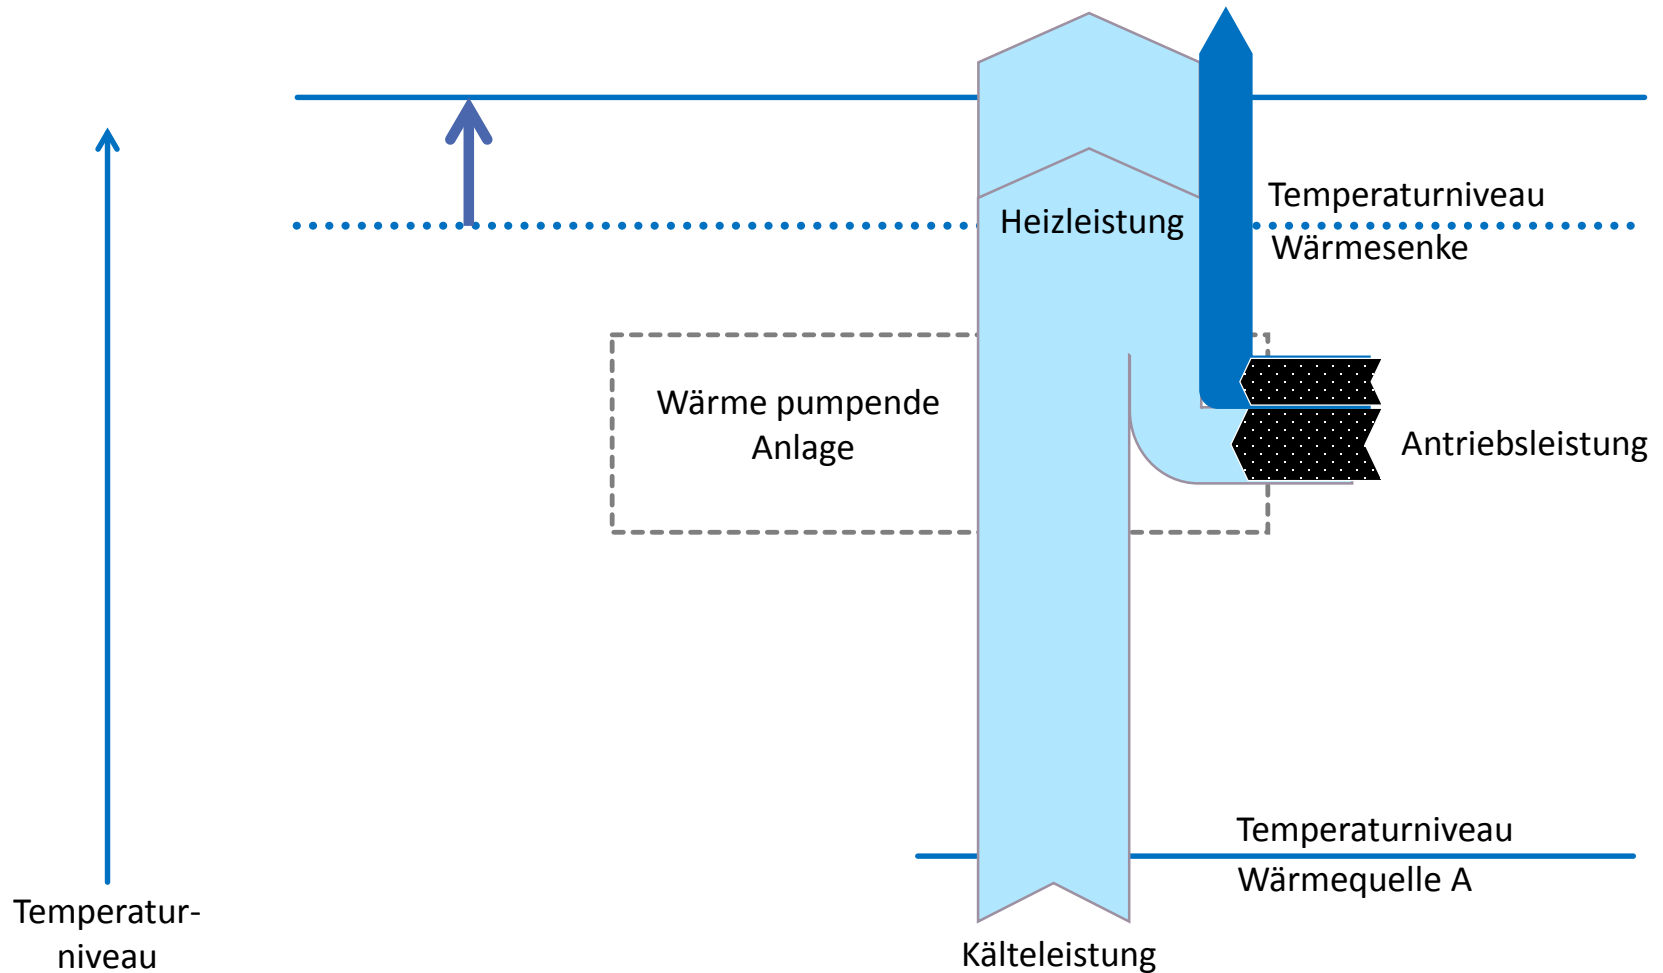 Temperaturniveau
Heizleistung
Wärmesenke
Wärme pumpende
Anlage
Antriebsleistung
Temperaturniveau
Wärmequelle A
Temperatur-
niveau
Kälteleistung